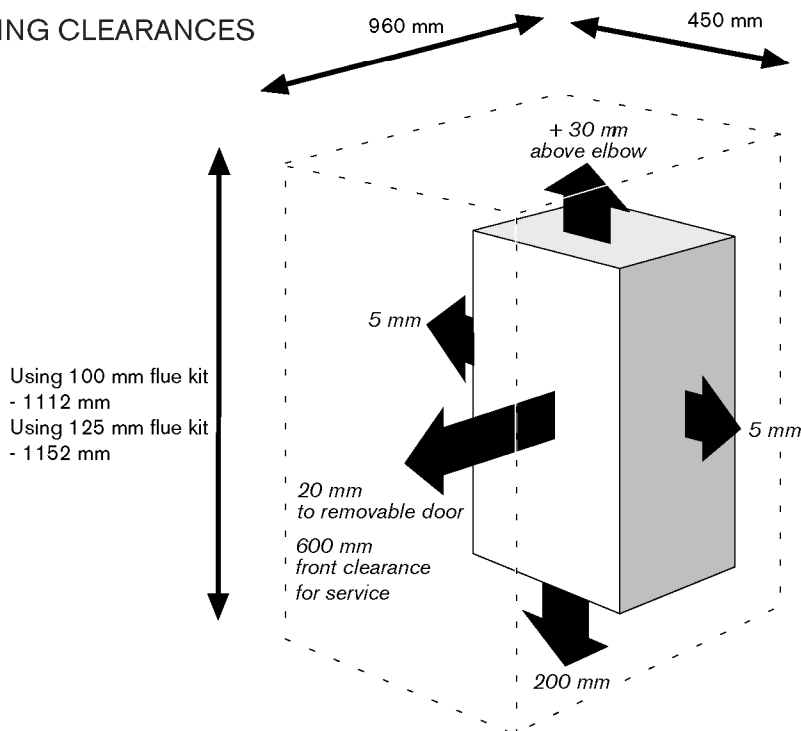 ING CLEARANCES
960 mm
450 mm
+ 30 mm
above elbow
5 mm
Using 100 mm flue kit
- 1112 mm
Using 125 mm flue kit
- 1152 mm
5 mm
20 mm
to removable door
600 mm
front clearance
for service
200 mm